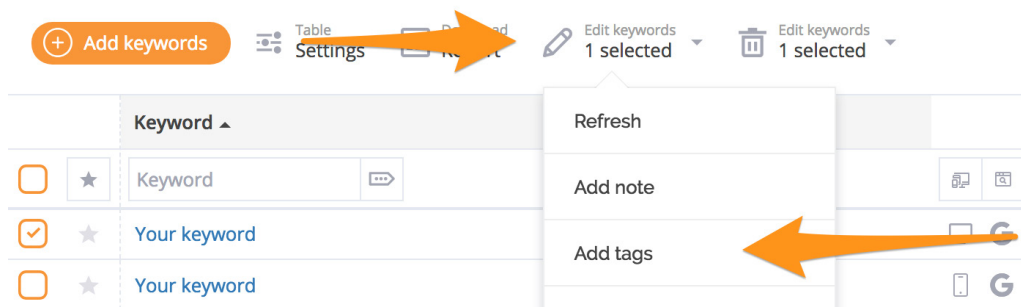 Add keywords
Table
Settings
Edit keywords
1 selected
Edit keywords
1 selected
Keyword
Refresh
Keyword
Add note
Your keyword
Add tags
Your keyword